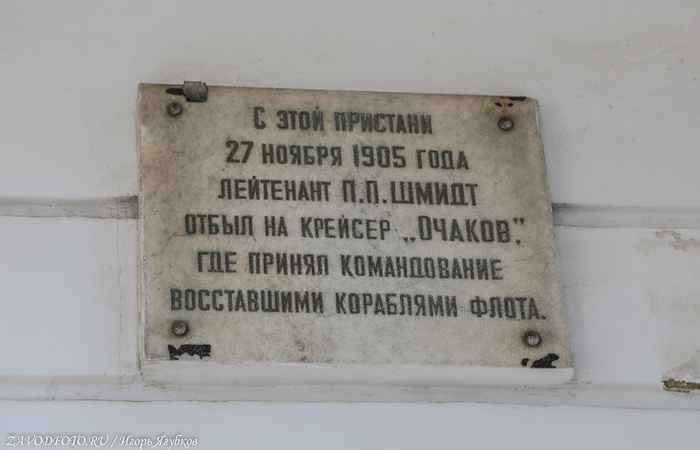 С ЭТОЙ ПРИСТАНИ
27 НОЯБРЯ 1905 ГОДА
ЛЕЙТЕНАНТ П.П.ШМИДТ
ОТБЫЛ НА КРЕЙСЕР „ОЧАКОВ",
ГДЕ ПРИНЯЛ КОМАНДОВАНИЕ
ВОССТАВШИМИ КОРАБЛЯМИ ФЛОТА.
ZAVODFOTO.RU / Игорь Ягубков